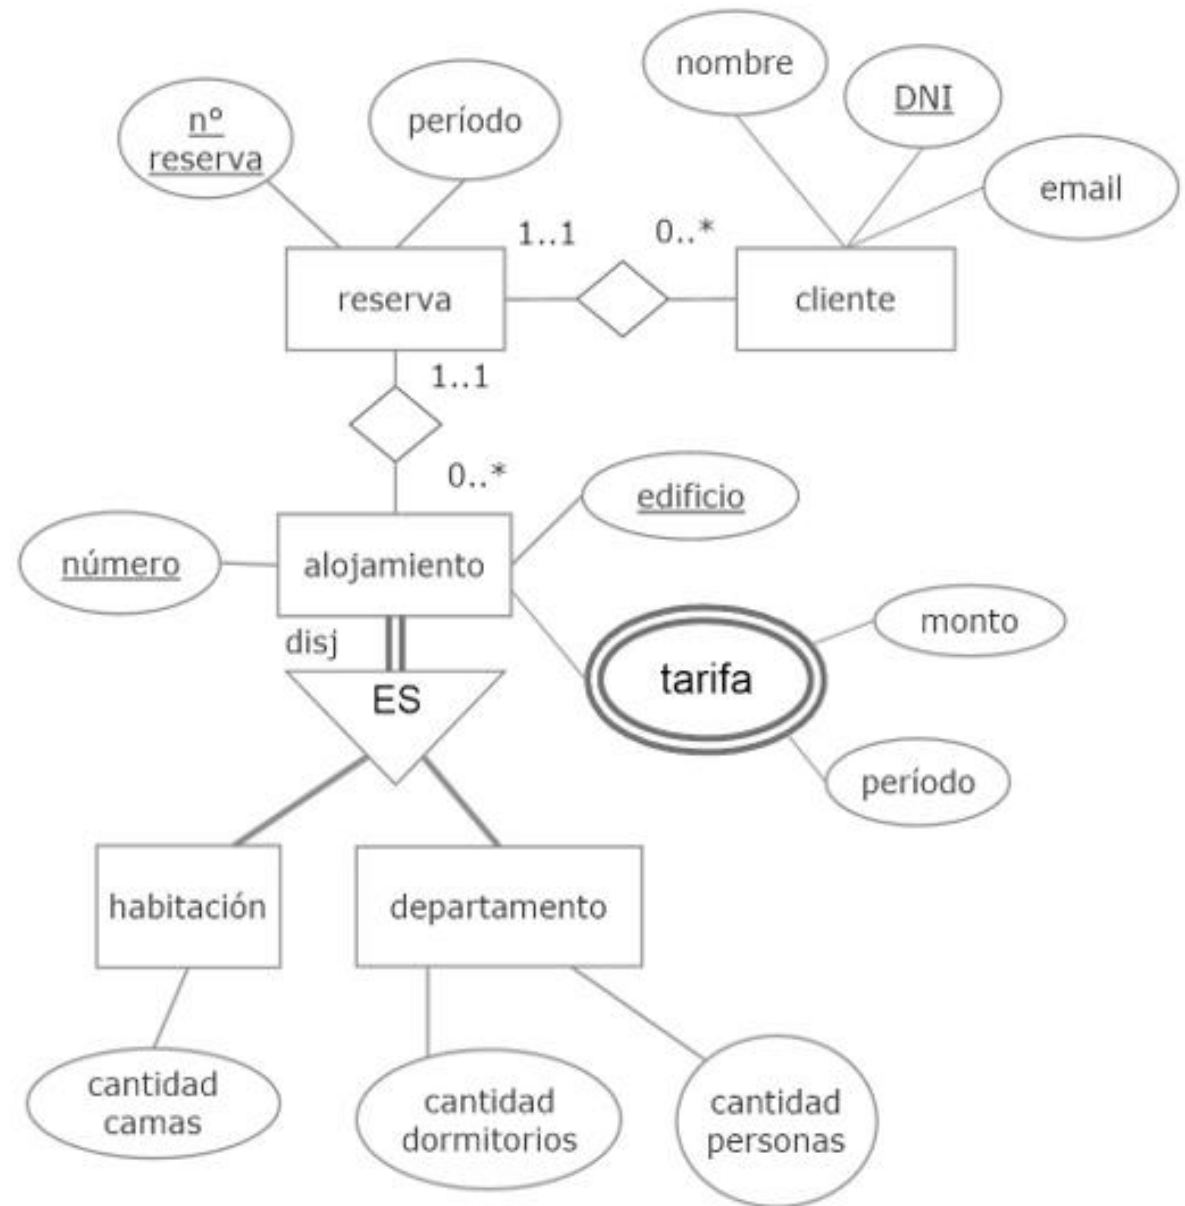 nombre
DNI
nº
reserva
período
email
1..1
0..*
reserva
cliente
1..1
0..*
edificio
número
alojamiento
disj
monto
ES
tarifa
período
habitación
departamento
cantidad
camas
cantidad
dormitorios
cantidad
personas